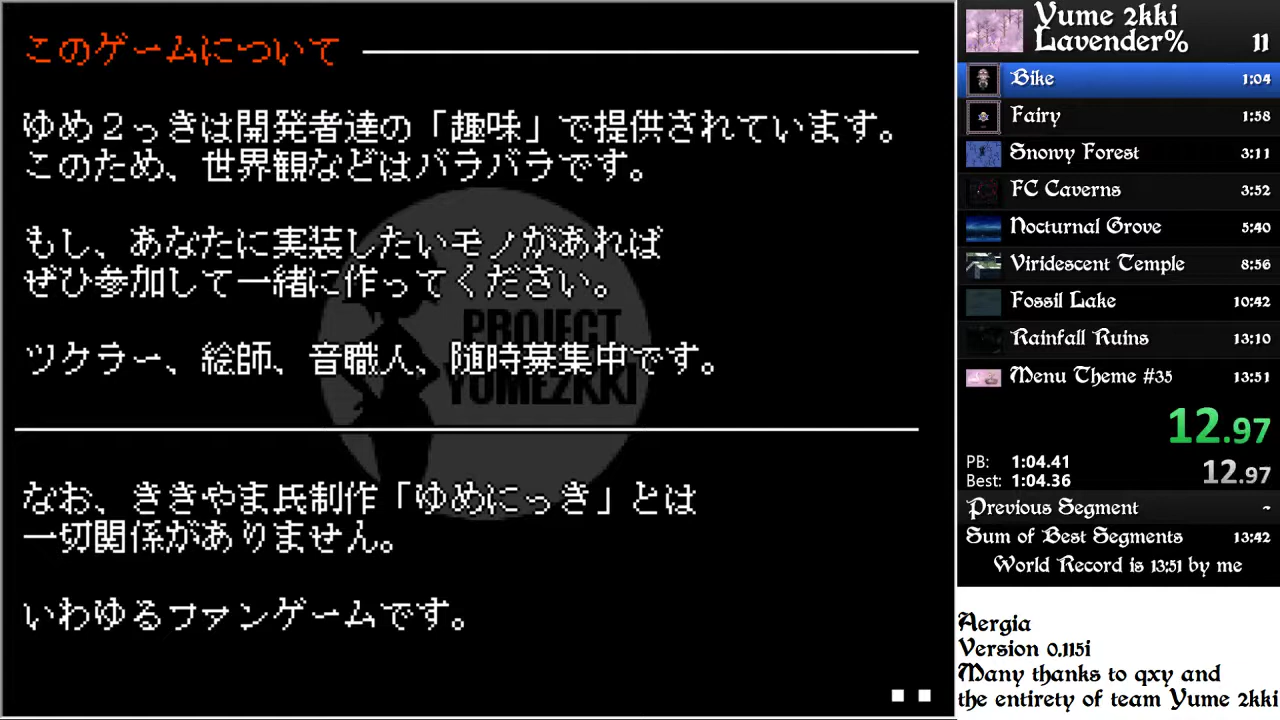 このゲームについて
ゆめ２っきは開発者達の「趣味」で提供されています。
このため、世界観などはバラバラです。
もし、あなたに実装したいモノがあれば
ぜひ参加して一緒に作ってください。
ツクラー、絵師、音職人、随時募集中です。
PROJECT
YUME2KKI
なお、ききやま氏制作「ゆめにっき」とは
一切関係がありません。
いわゆるファンゲームです。
Yume 2kki
Lavender% 11
Bike 1:04
Fairy 1:58
Snowy Forest 3:11
FC Caverns 3:52
Nocturnal Grove 5:40
Viridescent Temple 8:56
Fossil Lake 10:42
Rainfall Ruins 13:10
Menu Theme #35 13:51
12.97
PB: 1:04.41
Best: 1:04.36
12.97
Previous Segment -
Sum of Best Segments 13:42
World Record is 13:51 by me
Aergia
Version 0.115i
Many thanks to qxy and
the entirety of team Yume 2kki